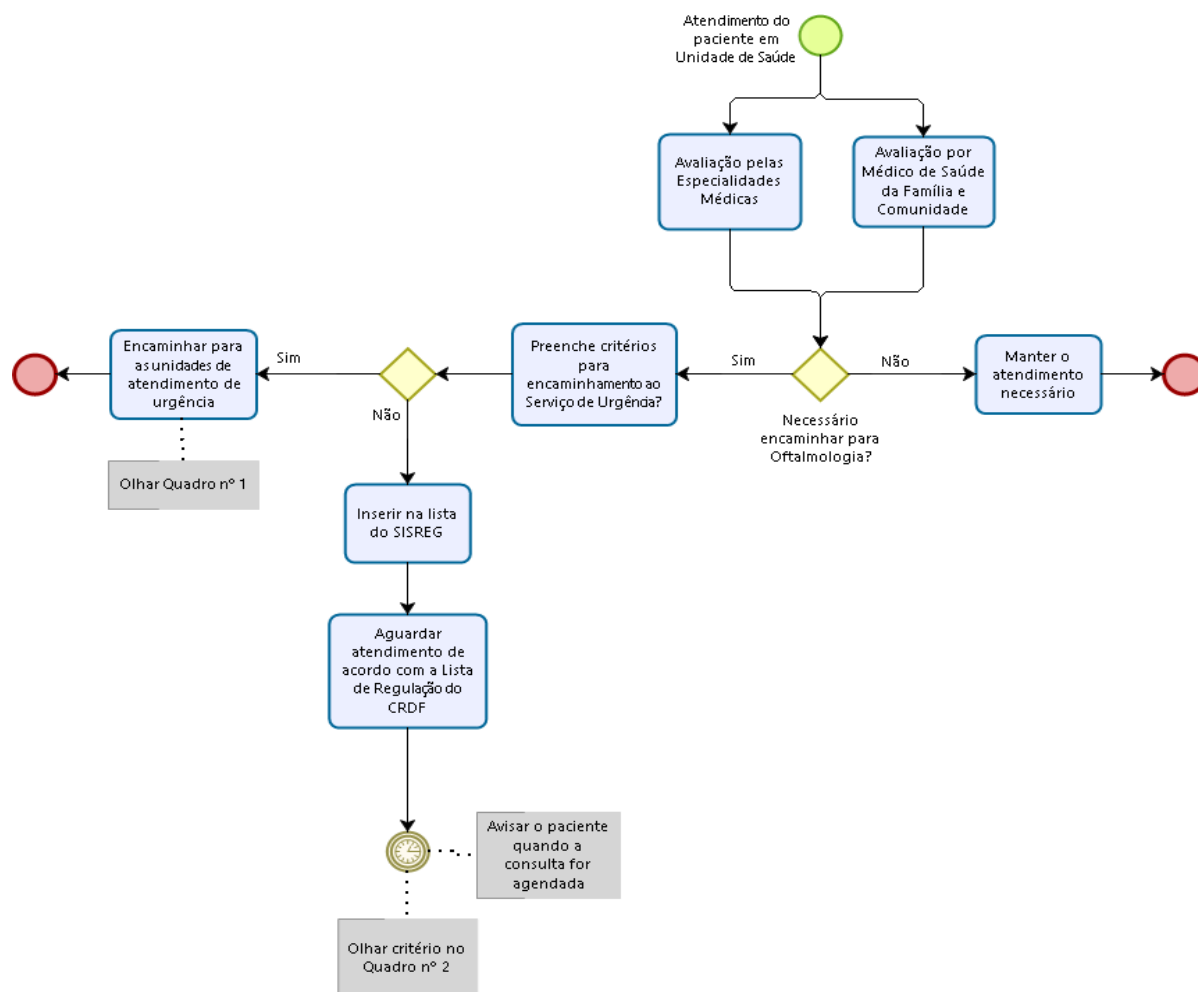 Atendimento do
paciente em
Unidade de Saúde
Avaliação pelas
Especialidades
Médicas
Avaliação por
Médico de Saúde
da Família e
Comunidade
Encaminhar para
as unidades de
atendimento de
urgência
Sim
Não
Preenche critérios
para
encaminhamento ao
Serviço de Urgência?
Sim
Não
Necessário
encaminhar para
Oftalmologia?
Manter o
atendimento
necessário
Olhar Quadro nº 1
Inserir na lista
do SISREG
Aguardar
atendimento de
acordo com a Lista
de Regulação do
CRDF
Avisar o paciente
quando a
consulta for
agendada
Olhar critério no
Quadro nº 2